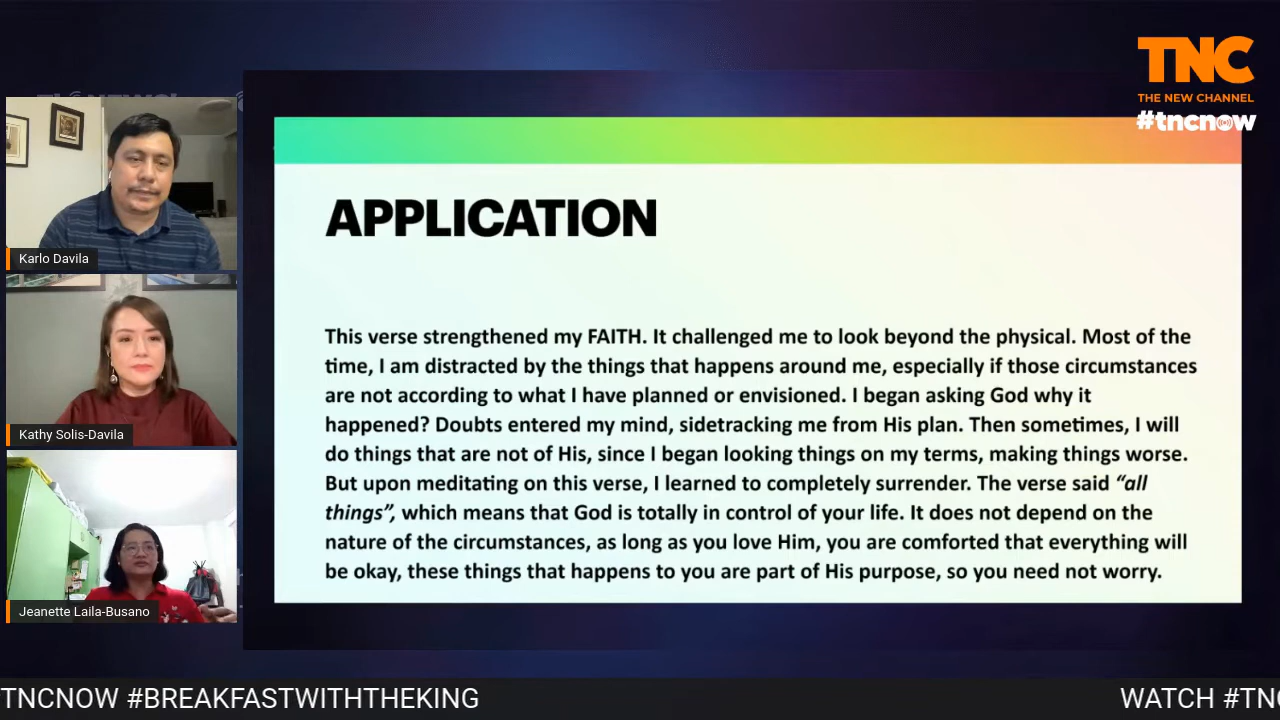 TNC
THE NEW CHANNEL
#tncnow
Karlo Davila
Kathy Solis-Davila
Jeanette Laila-Busano
APPLICATION
This verse strengthened my FAITH. It challenged me to look beyond the physical. Most of the
time, I am distracted by the things that happens around me, especially if those circumstances
are not according to what I have planned or envisioned. I began asking God why it
happened? Doubts entered my mind, sidetracking me from His plan. Then sometimes, I will
do things that are not of His, since I began looking things on my terms, making things worse.
But upon meditating on this verse, I learned to completely surrender. The verse said “all
things”, which means that God is totally in control of your life. It does not depend on the
nature of the circumstances, as long as you love Him, you are comforted that everything will
be okay, these things that happens to you are part of His purpose, so you need not worry.
TNCNOW #BREAKFASTWITHTHEKING WATCH #TNC